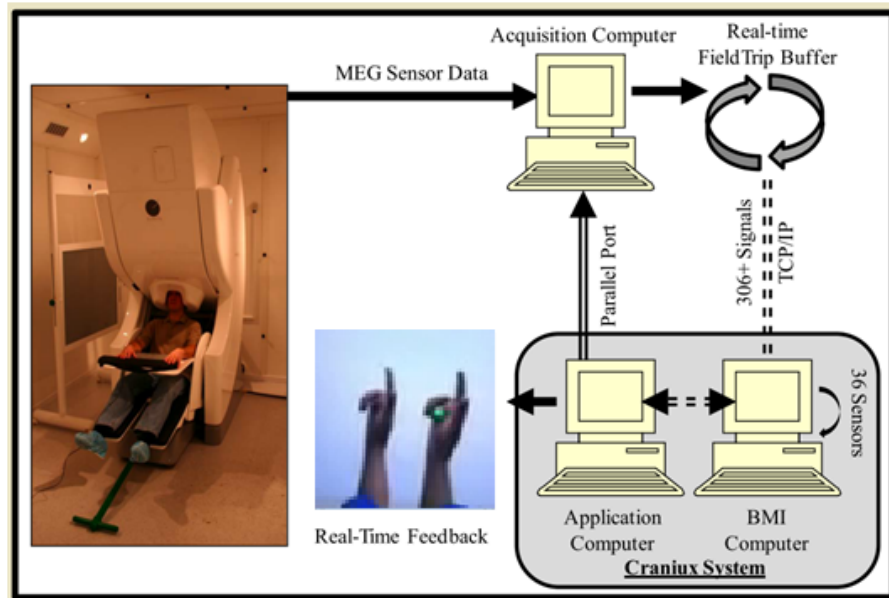 Acquisition Computer
Real-time
FieldTrip Buffer
MEG Sensor Data
Parallel Port
306+ Signals
TCP/IP
36 Sensors
Real-Time Feedback
Application
Computer
BMI
Computer
Craniux System